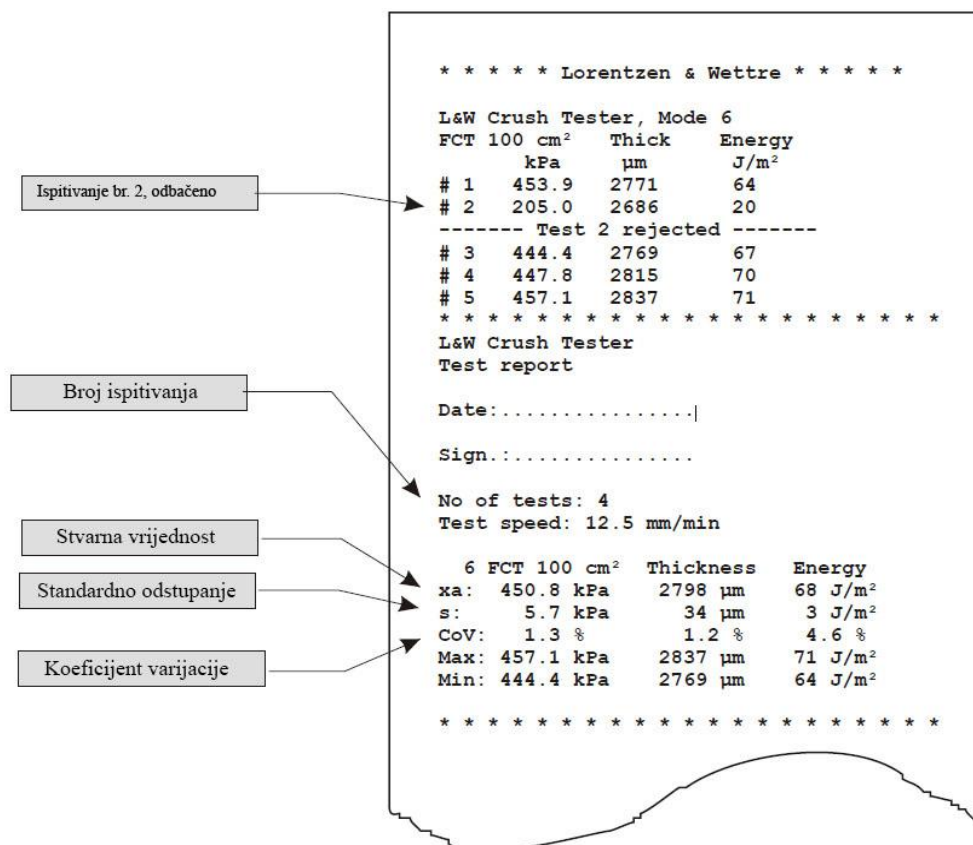 * * * * * Lorentzen & Wettre * * * * *
L&W Crush Tester, Mode 6
FCT 100 cm² Thick Energy
kPa µm J/m²
# 1 453.9 2771 64
Ispitivanje br. 2, odbačeno
# 2 205.0 2686 20
------- Test 2 rejected -------
# 3 444.4 2769 67
# 4 447.8 2815 70
# 5 457.1 2837 71
* * * * * * * * * * * * * * * * * * * * *
L&W Crush Tester
Test report
Broj ispitivanja
Date:................
Sign.:...............
No of tests: 4
Test speed: 12.5 mm/min
Stvarna vrijednost
6 FCT 100 cm² Thickness Energy
Standardno odstupanje
xa: 450.8 kPa 2798 µm 68 J/m²
s: 5.7 kPa 34 µm 3 J/m²
CoV: 1.3 % 1.2 % 4.6 %
Koeficijent varijacije
Max: 457.1 kPa 2837 µm 71 J/m²
Min: 444.4 kPa 2769 µm 64 J/m²
* * * * * * * * * * * * * * * * * * * * *